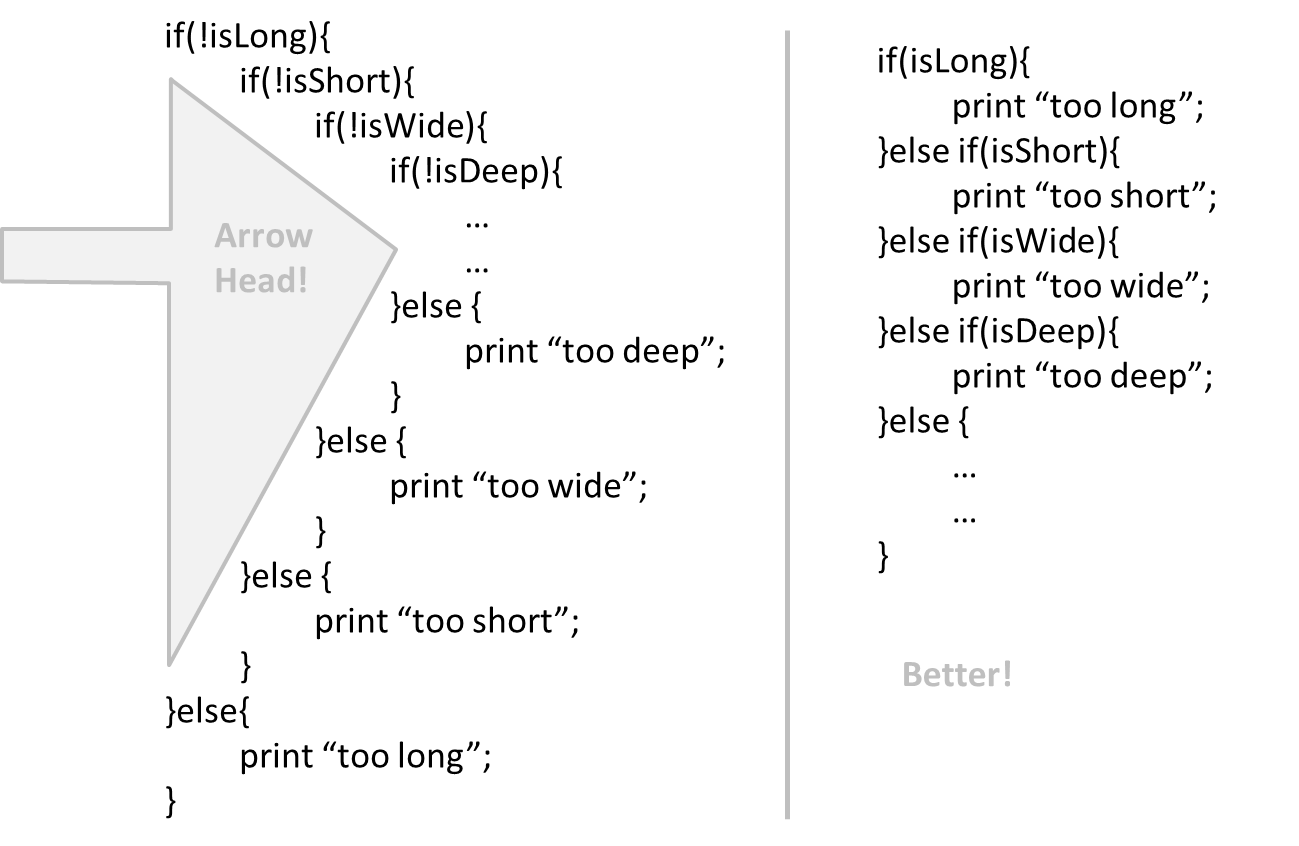 if(!isLong){
if(!isShort){
if(!isWide){
if(!isDeep){
...
...
}else {
print “too deep”;
}
}else {
print “too wide”;
}
}else {
print “too short”;
}
}else{
print “too long”;
}
Arrow
Head!
if(isLong){
print “too long”;
}else if(isShort){
print “too short”;
}else if(isWide){
print “too wide”;
}else if(isDeep){
print “too deep”;
}else {
...
...
}
Better!